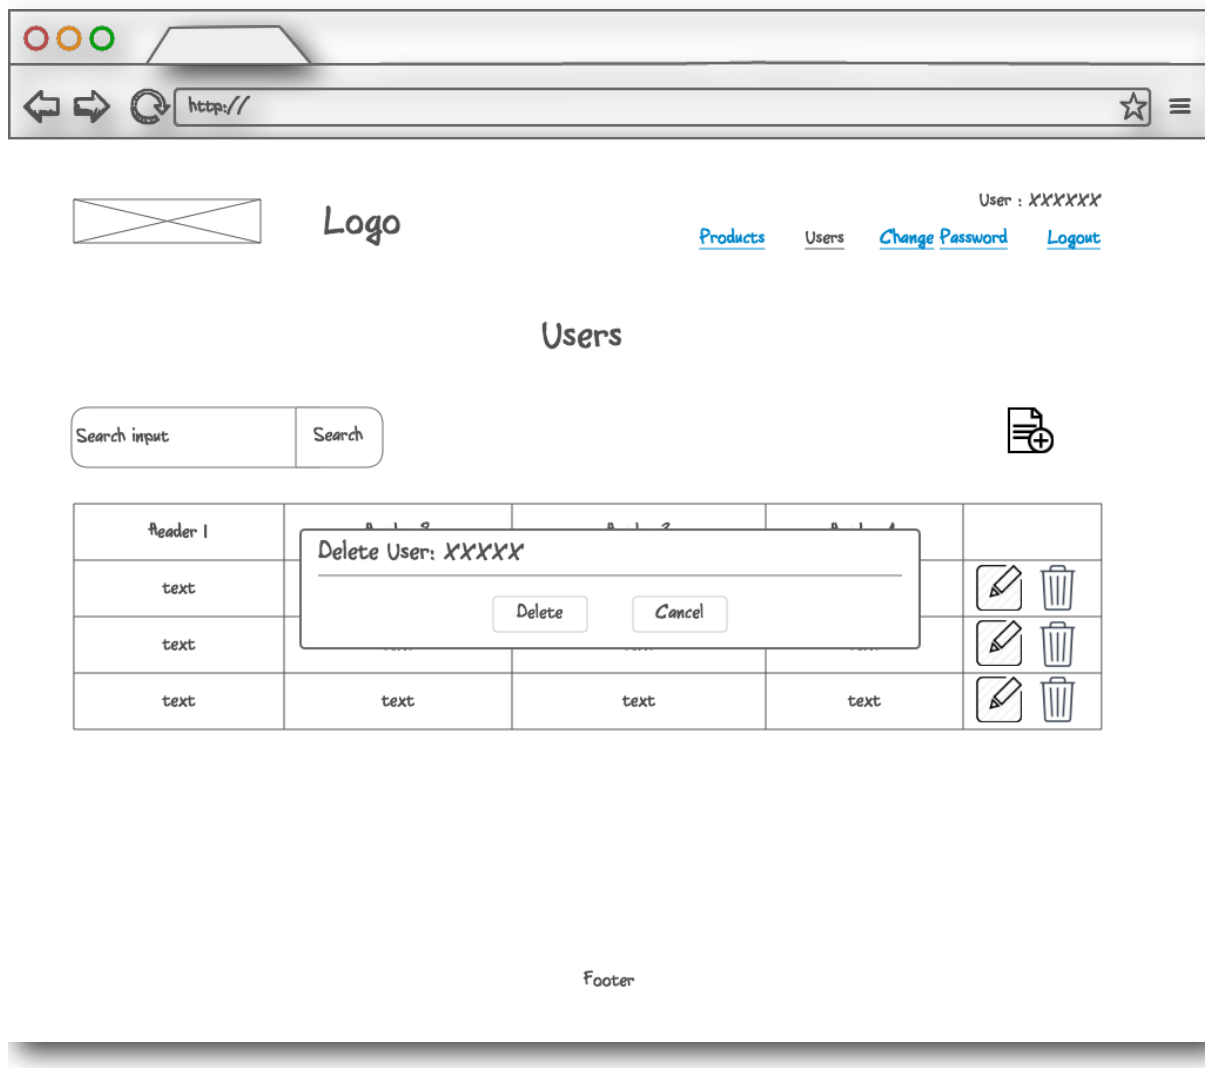 http://
User : XXXXXX
Logo
Products Users Change Password Logout
Users
Search input Search
Header 1
Delete User: XXXXX
text
Delete Cancel
text
text text text text
Footer